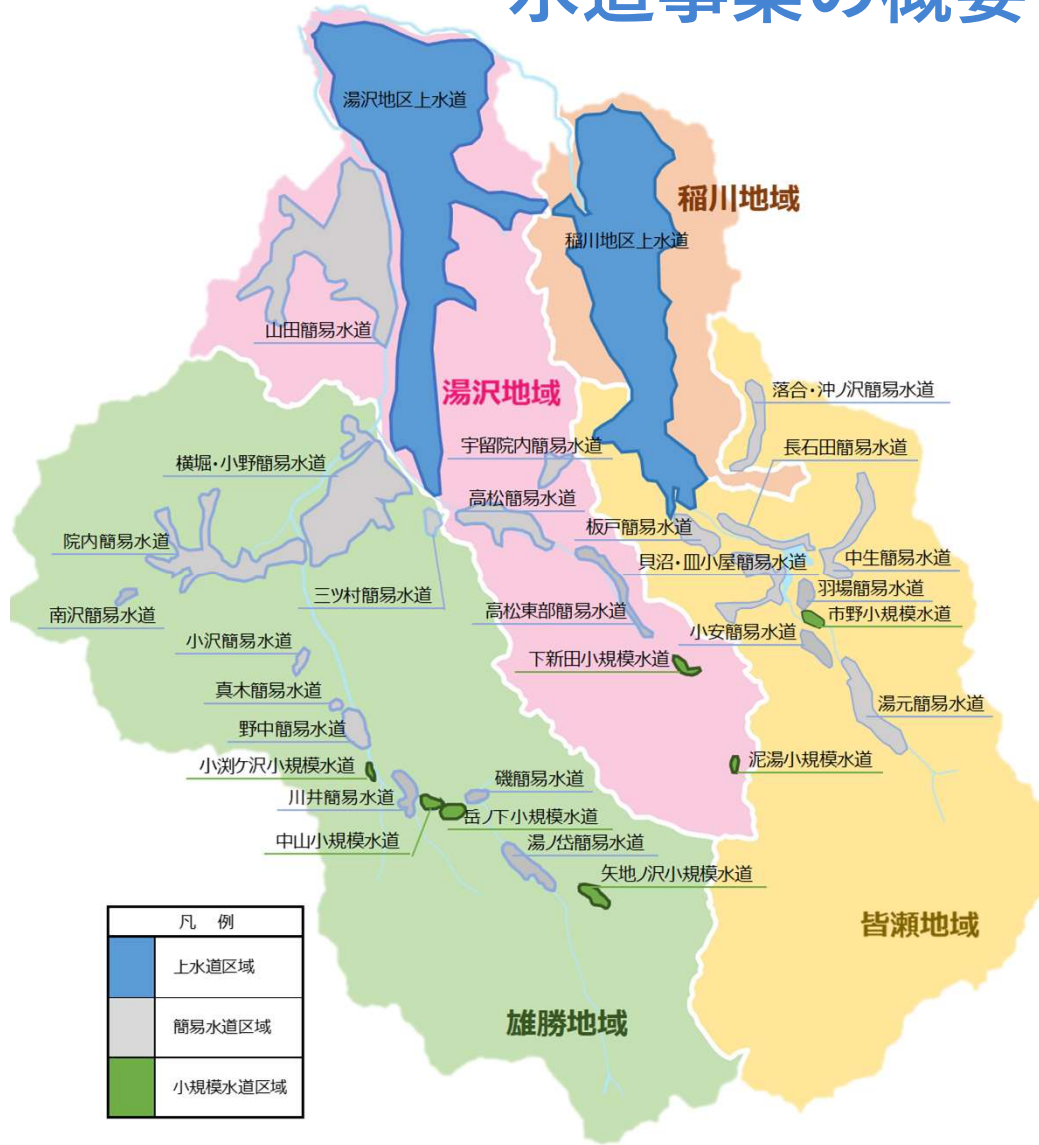 水道事業の概要
湯沢地区上水道
稲川地域
稲川地区上水道
山田簡易水道
湯沢地域
落合・沖ノ沢簡易水道
宇留院内簡易水道
長石田簡易水道
横堀・小野簡易水道
高松簡易水道
板戸簡易水道
院内簡易水道
貝沼・皿小屋簡易水道
中生簡易水道
三ツ村簡易水道
羽場簡易水道
南沢簡易水道
高松東部簡易水道
市野小規模水道
小安簡易水道
小沢簡易水道
下新田小規模水道
真木簡易水道
湯元簡易水道
野中簡易水道
小渕ケ沢小規模水道
泥湯小規模水道
磯簡易水道
川井簡易水道
岳ノ下小規模水道
中山小規模水道
湯ノ岱簡易水道
矢地ノ沢小規模水道
皆瀬地域
凡 例
上水道区域
簡易水道区域
雄勝地域
小規模水道区域